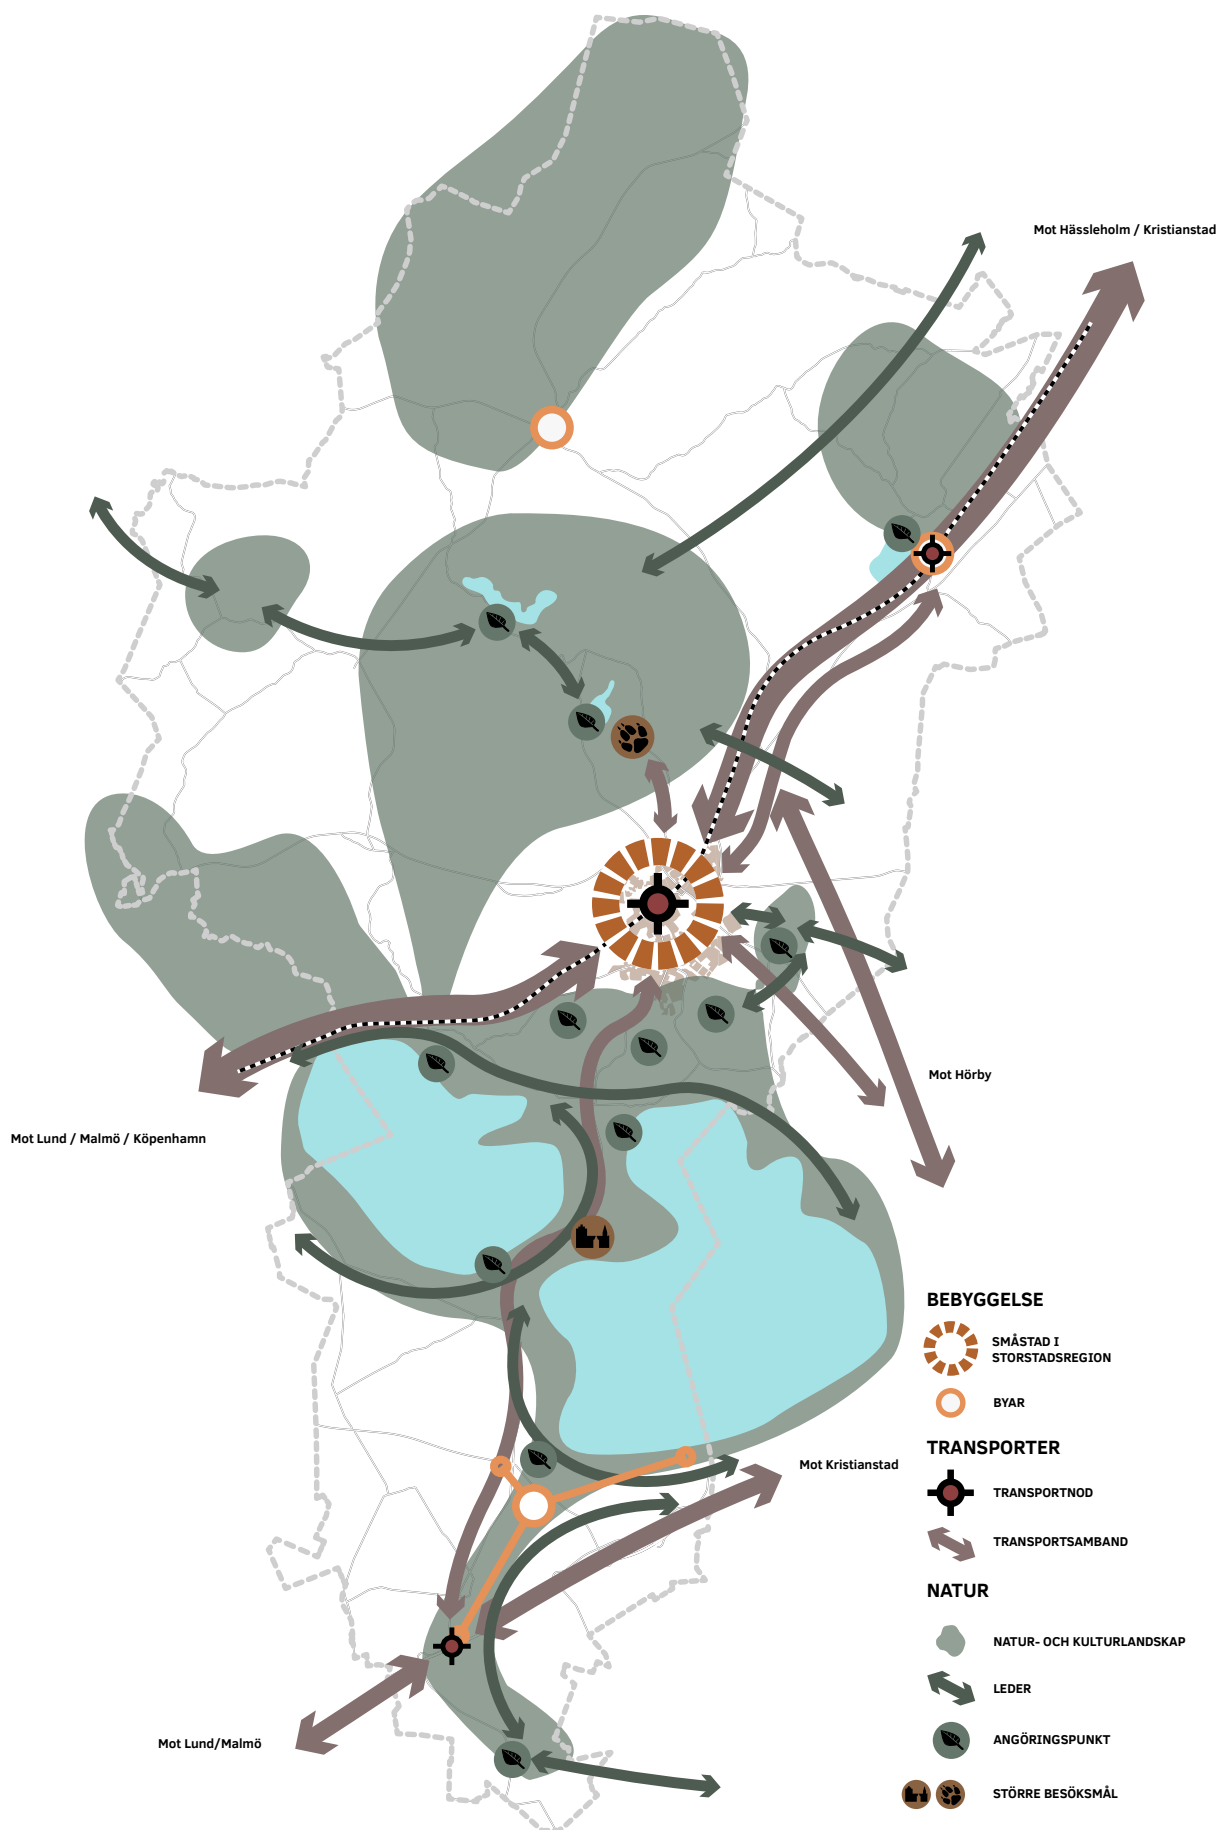 Mot Hässleholm / Kristianstad
Mot Hörby
Mot Lund / Malmö / Köpenhamn
BEBYGGELSE
SMÅSTAD I
STORSTADSREGION
BYAR
TRANSPORTER
Mot Kristianstad
TRANSPORTNOD
TRANSPORTSAMBAND
NATUR
NATUR- OCH KULTURLANDSKAP
LEDER
ANGÖRINGSPUNKT
Mot Lund/Malmö
STÖRRE BESÖKSMÅL